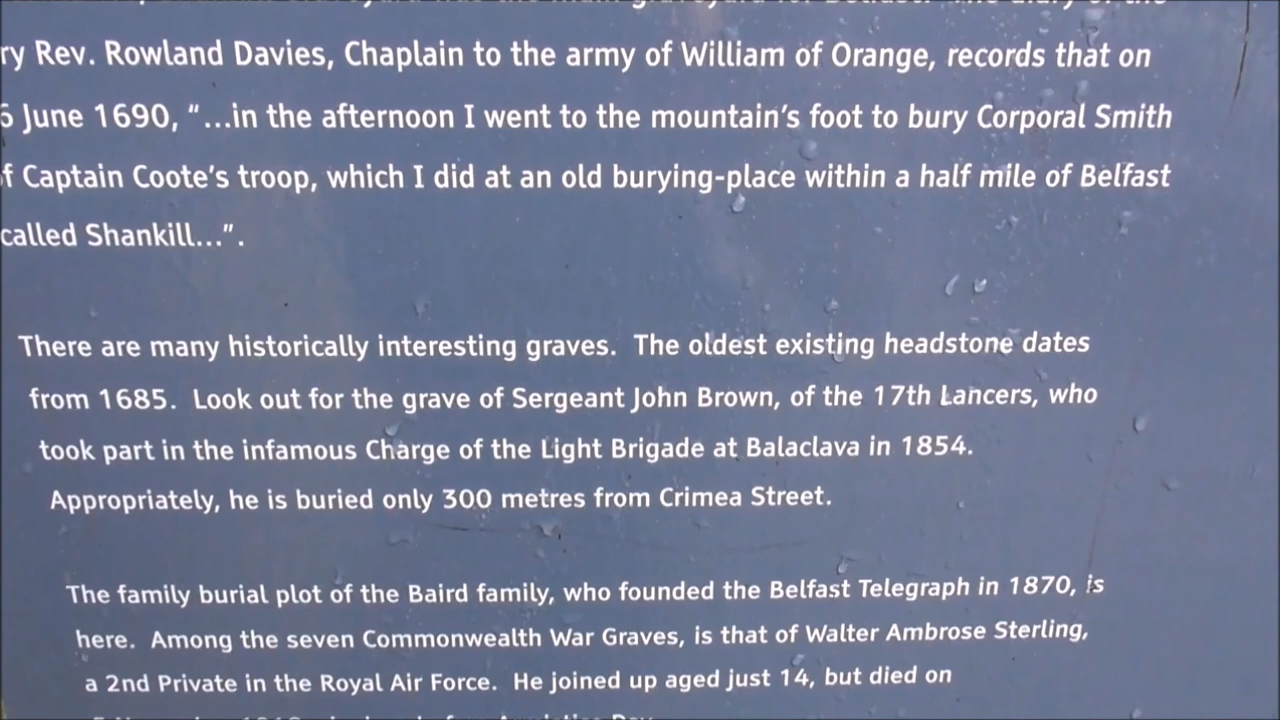 ry Rev. Rowland Davies, Chaplain to the army of William of Orange, records that on
6 June 1690, “...in the afternoon I went to the mountain’s foot to bury Corporal Smith
f Captain Coote’s troop, which I did at an old burying-place within a half mile of Belfast
called Shankill...”.
There are many historically interesting graves. The oldest existing headstone dates
from 1685. Look out for the grave of Sergeant John Brown, of the 17th Lancers, who
took part in the infamous Charge of the Light Brigade at Balaclava in 1854.
Appropriately, he is buried only 300 metres from Crimea Street.
The family burial plot of the Baird family, who founded the Belfast Telegraph in 1870, is
here. Among the seven Commonwealth War Graves, is that of Walter Ambrose Sterling,
a 2nd Private in the Royal Air Force. He joined up aged just 14, but died on